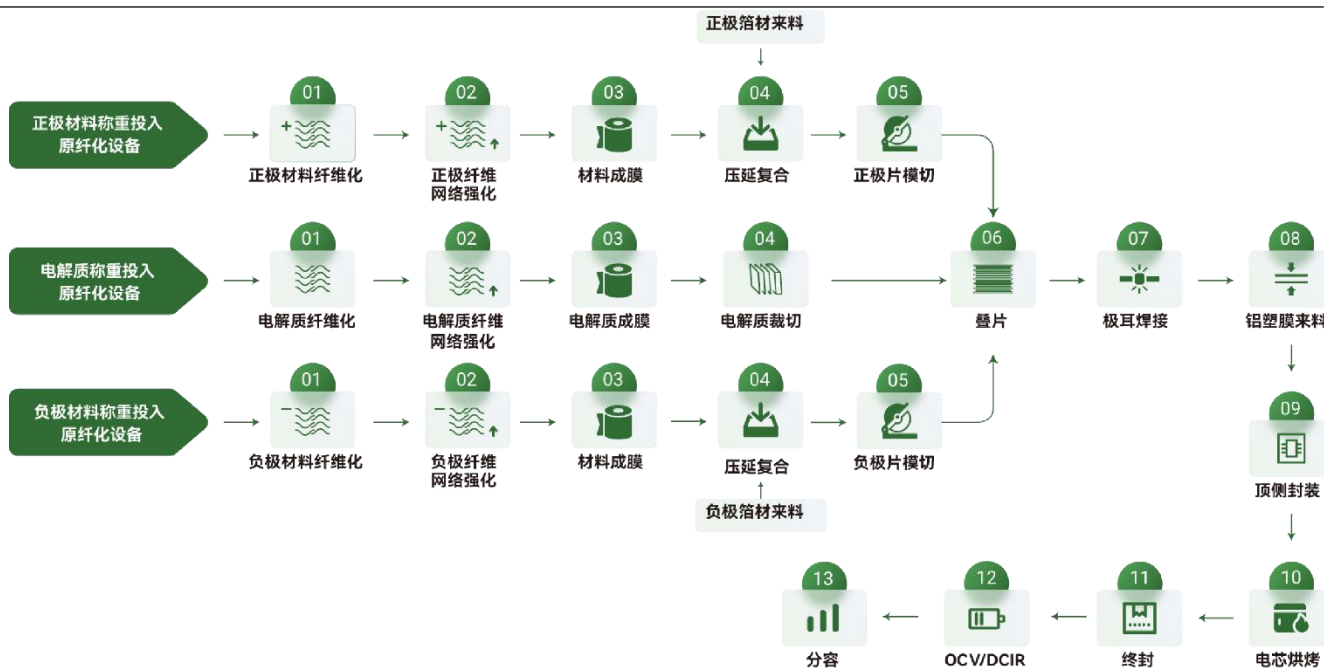 正极箔材来料
正极材料称重投入
原纤化设备
01
正极材料纤维化
02
正极纤维
网络强化
03
材料成膜
04
压延复合
05
正极片模切
电解质称重投入
原纤化设备
01
电解质纤维化
02
电解质纤维
网络强化
03
电解质成膜
04
电解质裁切
06
叠片
07
极耳焊接
08
铝塑膜来料
负极材料称重投入
原纤化设备
01
负极材料纤维化
02
负极纤维
网络强化
03
材料成膜
04
压延复合
05
负极片模切
负极箔材来料
09
顶侧封装
10
电芯烘烤
11
终封
12
OCV/DCIR
13
分容